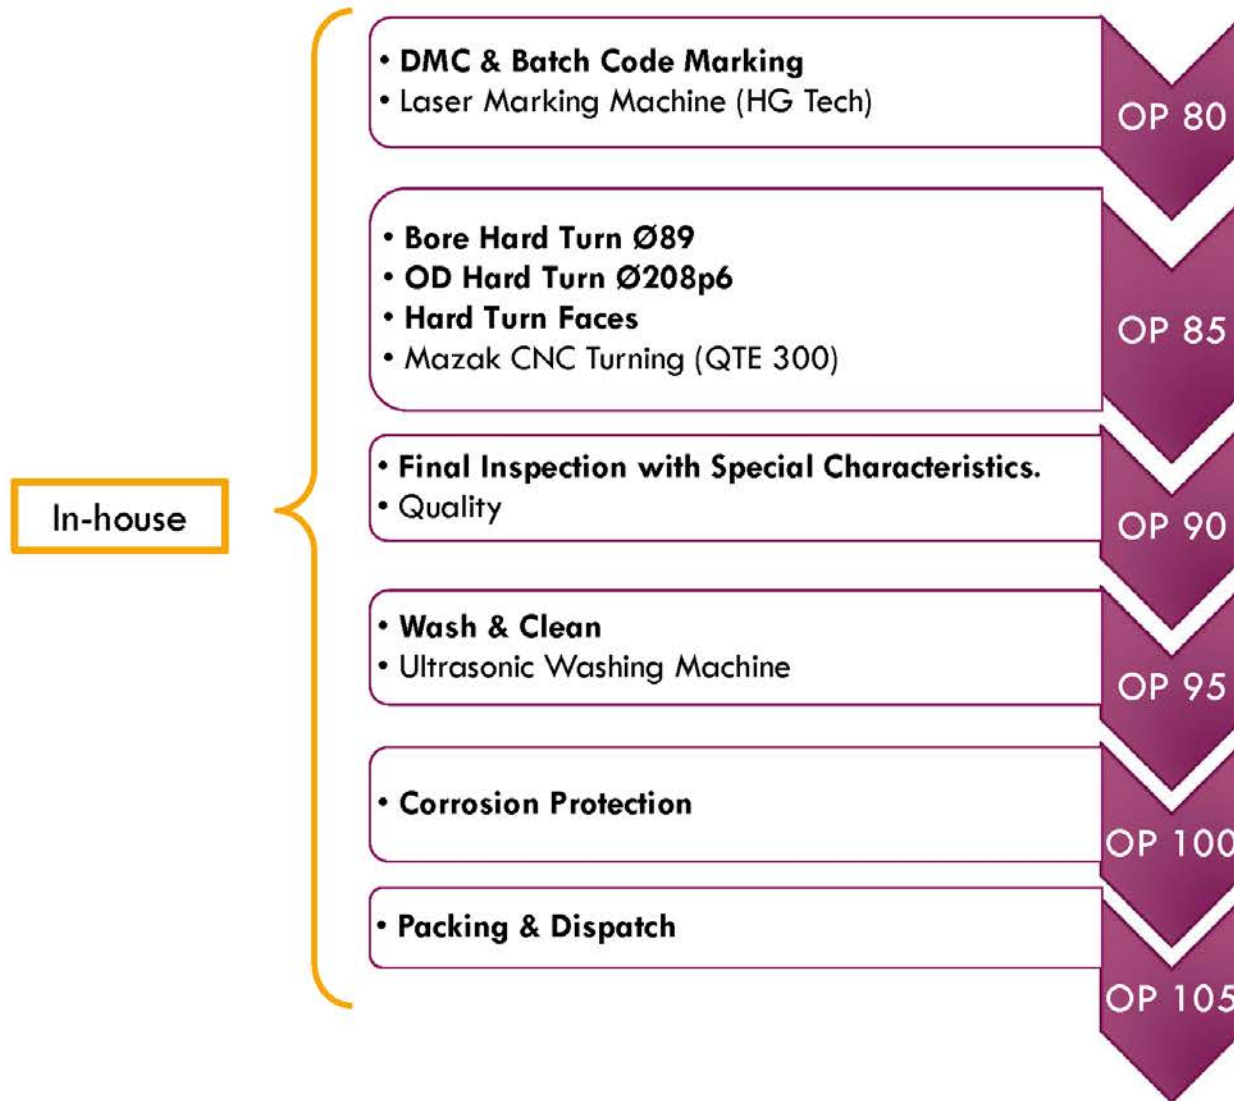 • DMC & Batch Code Marking
• Laser Marking Machine (HG Tech)
OP 80
• Bore Hard Turn Ø89
• OD Hard Turn Ø208p6
• Hard Turn Faces
• Mazak CNC Turning (QTE 300)
OP 85
In-house
• Final Inspection with Special Characteristics.
• Quality
OP 90
• Wash & Clean
• Ultrasonic Washing Machine
OP 95
• Corrosion Protection
OP 100
• Packing & Dispatch
OP 105